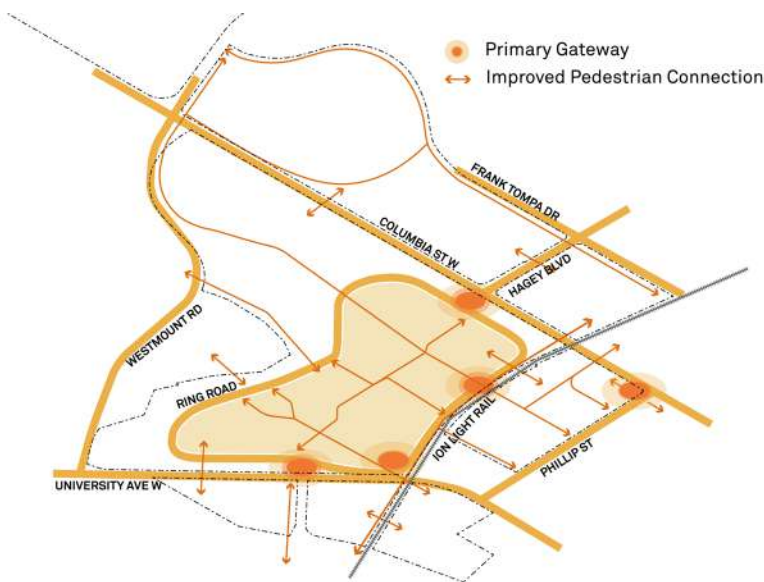 Primary Gateway
Improved Pedestrian Connection
FRANK TOMPA DR
COLUMBIA ST W
HAGEY BLVD
WESTMOUNT RD
RING ROAD
ION LIGHT RAIL
PHILLIP ST
UNIVERSITY AVE W